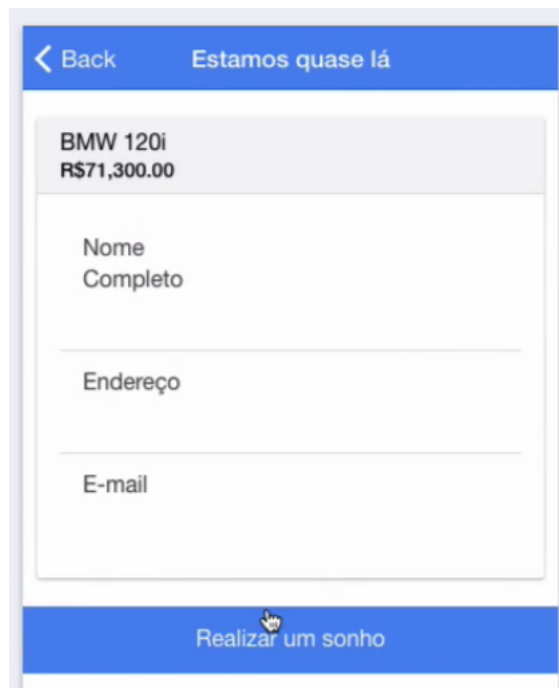 Back Estamos quase lá
BMW 120i
R$71,300.00
Nome
Completo
Endereço
E-mail
Realizar um sonho